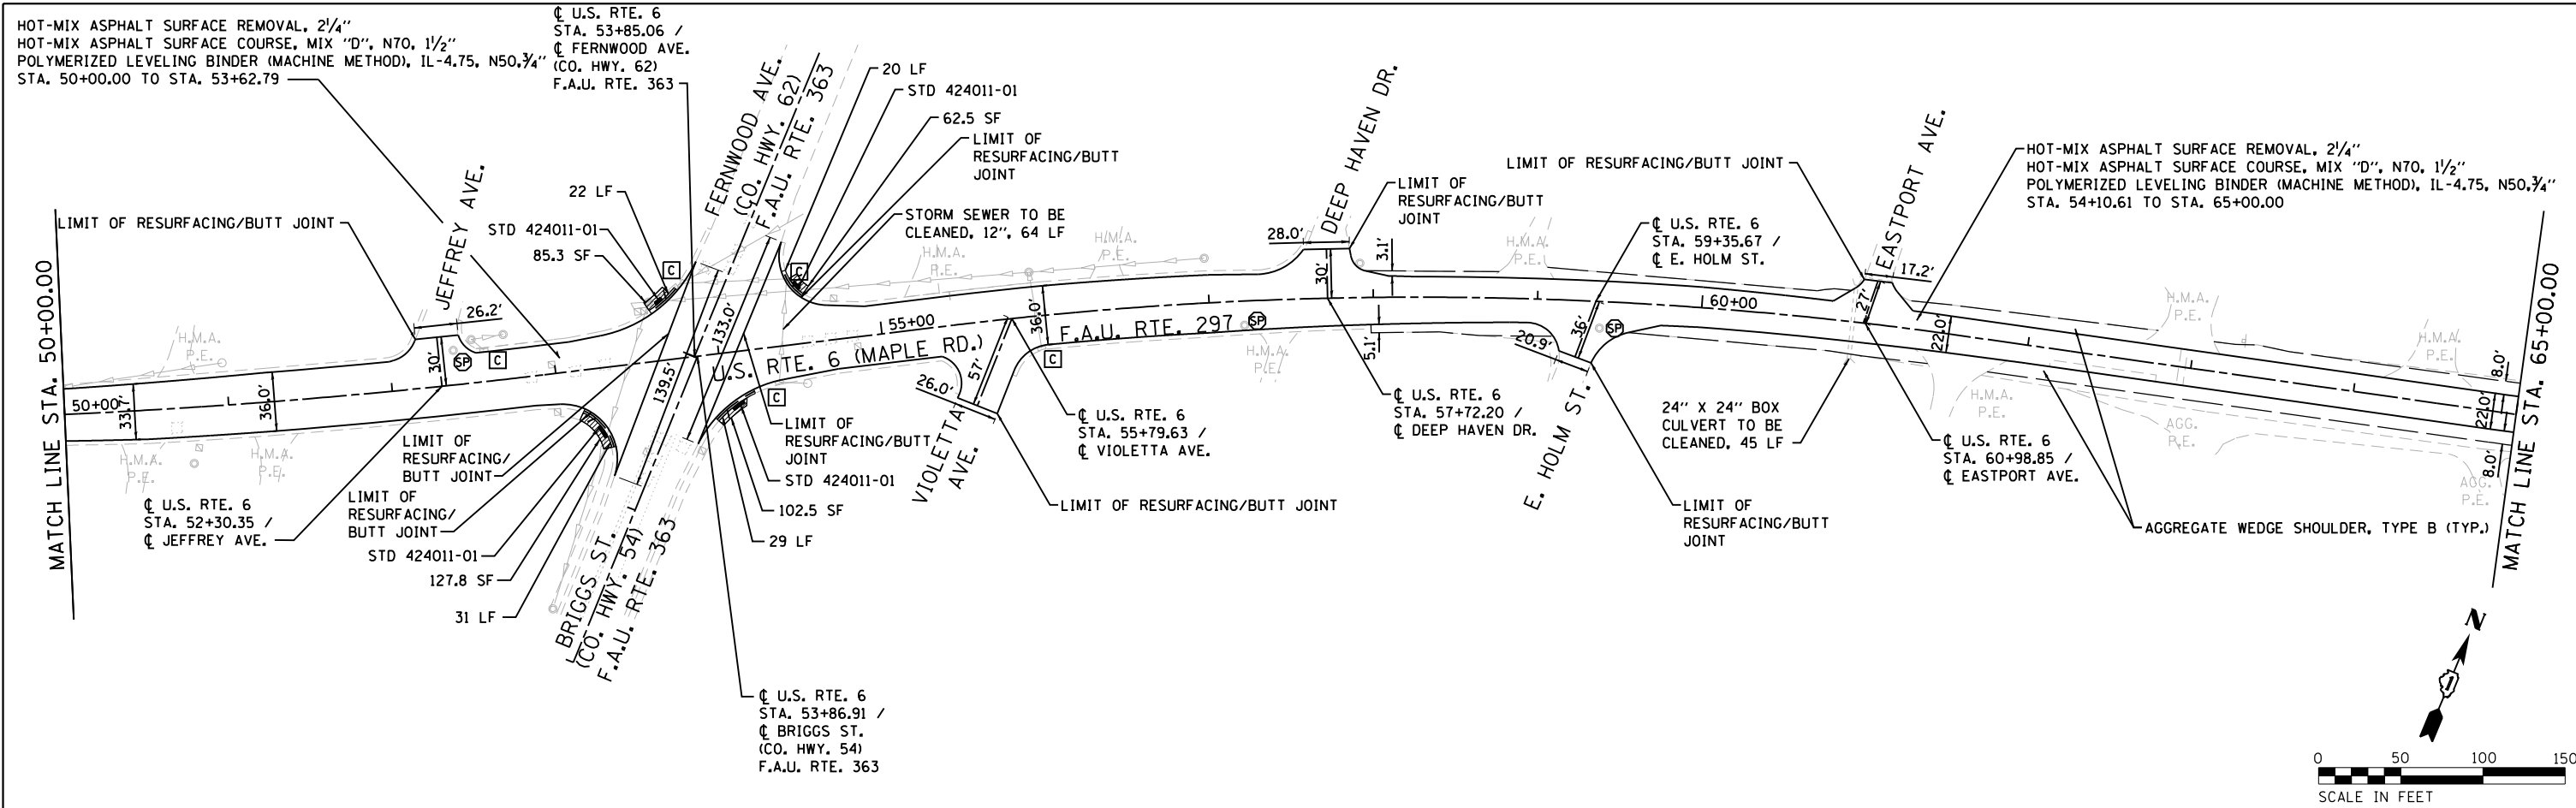 HOT-MIX ASPHALT SURFACE REMOVAL, 2¼"
HOT-MIX ASPHALT SURFACE COURSE, MIX "D", N70, 1½"
POLYMERIZED LEVELING BINDER (MACHINE METHOD), IL-4.75, N50,¾"
STA. 50+00.00 TO STA. 53+62.79
℄ U.S. RTE. 6
STA. 53+85.06 /
℄ FERNWOOD AVE.
(CO. HWY. 62)
F.A.U. RTE. 363
FERNWOOD AVE.
(CO. HWY. 62)
F.A.U. RTE. 363
20 LF
STD 424011-01
62.5 SF
LIMIT OF
RESURFACING/BUTT
JOINT
STORM SEWER TO BE
CLEANED, 12", 64 LF
22 LF
STD 424011-01
85.3 SF
LIMIT OF RESURFACING/BUTT JOINT
JEFFREY AVE.
26.2'
30'
SP
C
C
C
DEEP HAVEN DR.
28.0'
30'
3.1'
LIMIT OF
RESURFACING/BUTT
JOINT
LIMIT OF RESURFACING/BUTT JOINT
EASTPORT AVE.
17.2'
27'
HOT-MIX ASPHALT SURFACE REMOVAL, 2¼"
HOT-MIX ASPHALT SURFACE COURSE, MIX "D", N70, 1½"
POLYMERIZED LEVELING BINDER (MACHINE METHOD), IL-4.75, N50,¾"
STA. 54+10.61 TO STA. 65+00.00
℄ U.S. RTE. 6
STA. 59+35.67 /
℄ E. HOLM ST.
H.M.A.
P.E.
H.M.A.
P.E.
H.M.A.
P.E.
H.M.A.
P.E.
H.M.A.
P.E.
MATCH LINE STA. 50+00.00
50+00
33.7'
36.0'
139.5'
133.0'
U.S. RTE. 6 (MAPLE RD.)
55+00
36.0'
F.A.U. RTE. 297
SP
C
C
5.1'
60+00
36'
SP
20.9'
22.0'
8.0'
22.0'
8.0'
MATCH LINE STA. 65+00.00
H.M.A.
P.E.
H.M.A.
P.E.
H.M.A.
P.E.
H.M.A.
P.E.
AGG.
P.E.
AGG.
P.E.
℄ U.S. RTE. 6
STA. 52+30.35 /
℄ JEFFREY AVE.
LIMIT OF
RESURFACING/
BUTT JOINT
LIMIT OF
RESURFACING/
BUTT JOINT
STD 424011-01
127.8 SF
31 LF
BRIGGS ST.
(CO. HWY. 54)
F.A.U. RTE. 363
LIMIT OF
RESURFACING/BUTT
JOINT
STD 424011-01
102.5 SF
29 LF
26.0'
57'
VIOLETTA
AVE.
℄ U.S. RTE. 6
STA. 55+79.63 /
℄ VIOLETTA AVE.
LIMIT OF RESURFACING/BUTT JOINT
℄ U.S. RTE. 6
STA. 57+72.20 /
℄ DEEP HAVEN DR.
E. HOLM ST.
24" X 24" BOX
CULVERT TO BE
CLEANED, 45 LF
LIMIT OF
RESURFACING/BUTT
JOINT
℄ U.S. RTE. 6
STA. 60+98.85 /
℄ EASTPORT AVE.
AGGREGATE WEDGE SHOULDER, TYPE B (TYP.)
℄ U.S. RTE. 6
STA. 53+86.91 /
℄ BRIGGS ST.
(CO. HWY. 54)
F.A.U. RTE. 363
N
0 50 100 150
SCALE IN FEET